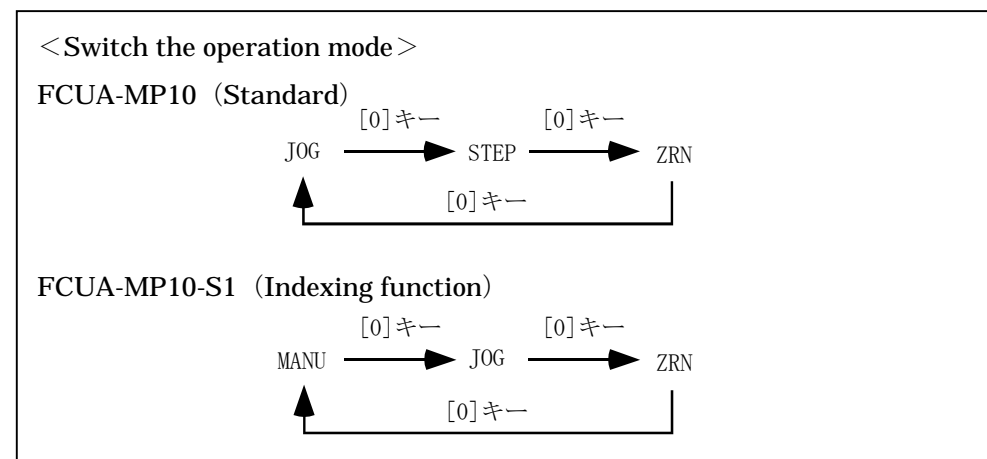 ＜Switch the operation mode＞
FCUA-MP10（Standard）
[0]キー [0]キー
JOG STEP ZRN
[0]キー
FCUA-MP10-S1（Indexing function）
[0]キー [0]キー
MANU JOG ZRN
[0]キー